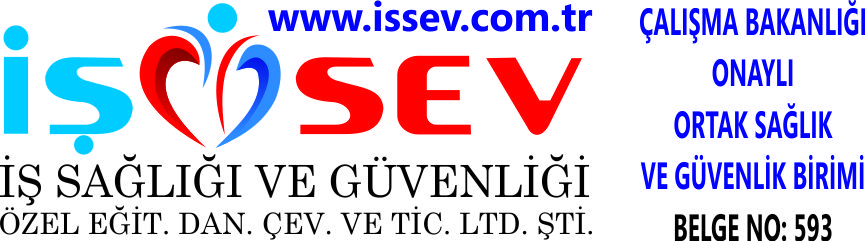 www.issev.com.tr
İŞ SEV
İŞ SAĞLIĞI VE GÜVENLİĞİ
ÖZEL EĞİT. DAN. ÇEV. VE TİC. LTD. ŞTİ.
ÇALIŞMA BAKANLIĞI
ONAYLI
ORTAK SAĞLIK
VE GÜVENLİK BİRİMİ
BELGE NO: 593